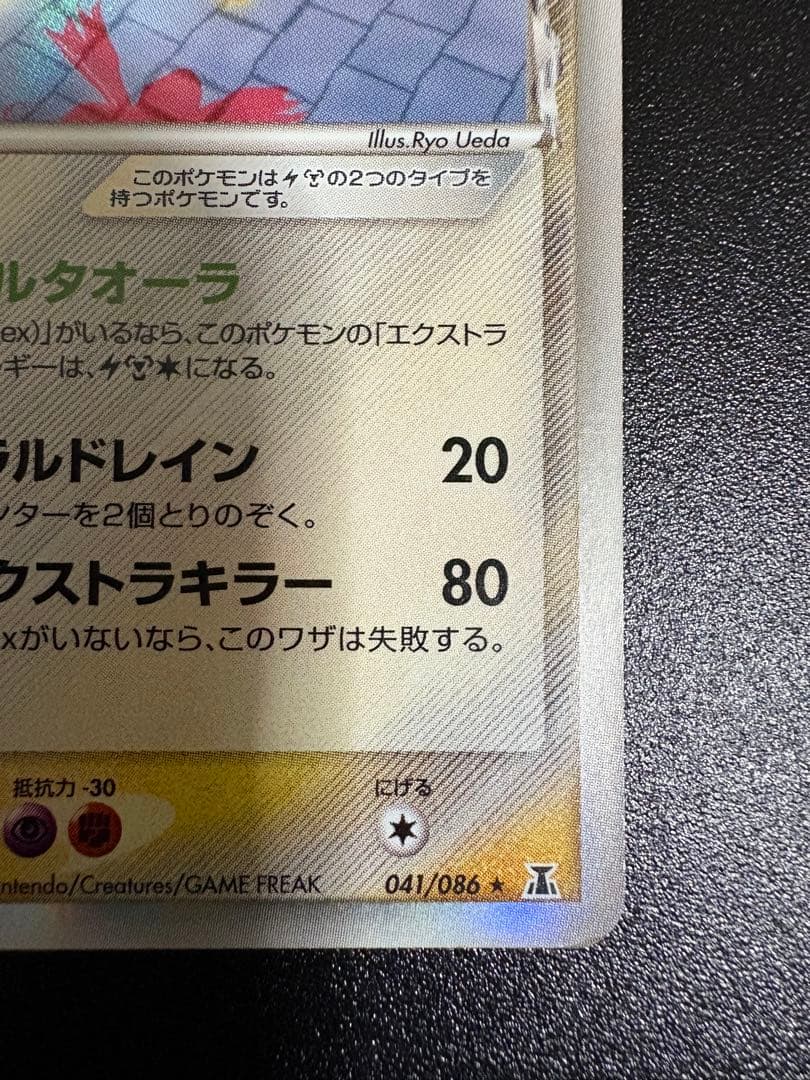 Illus.Ryo Ueda
このポケモンはの2つのタイプを
持つポケモンです。
ルタオーラ
ex)」がいるなら、このポケモンの「エクストラ
ギーは、になる。
ラルドレイン 20
ンターを2個とりのぞく。
クストラキラー 80
xがいないなら、このワザは失敗する。
抵抗力 -30 にげる
ntendo/Creatures/GAME FREAK 041/086 ★